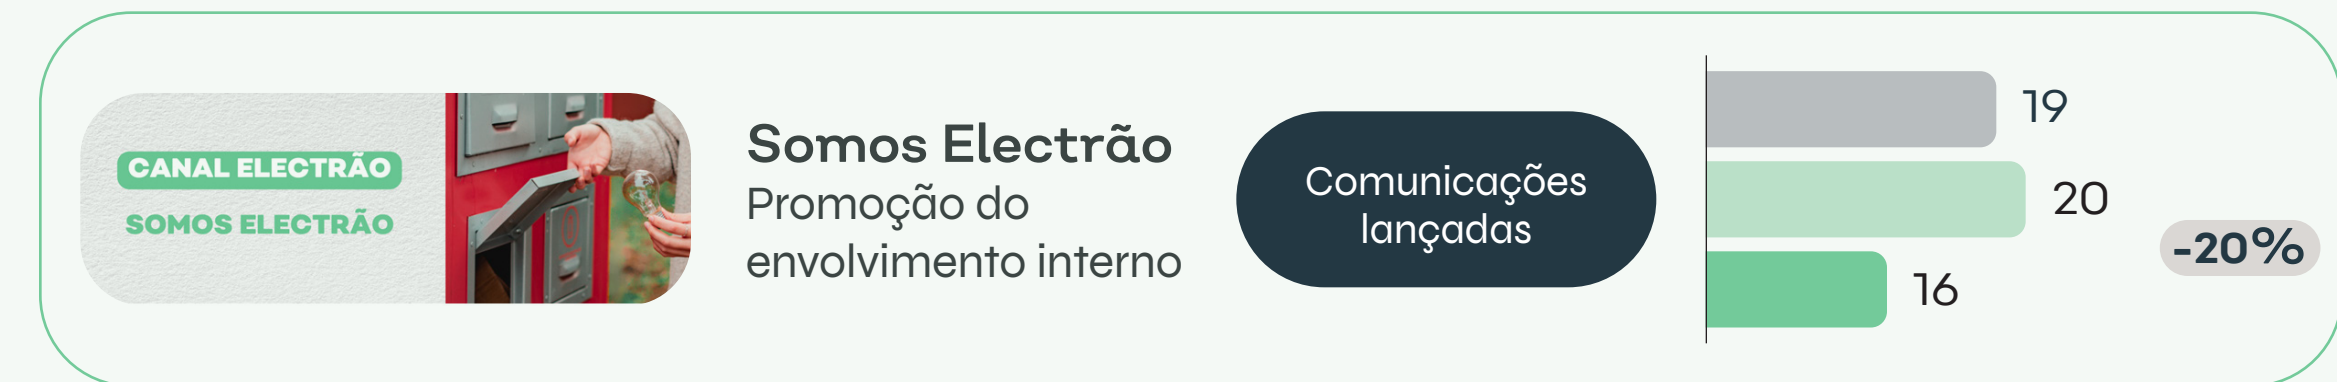 CANAL ELECTRÃO
SOMOS ELECTRÃO
Somos Electrão
Promoção do
envolvimento interno
Comunicações
lançadas
19
20
16
-20%